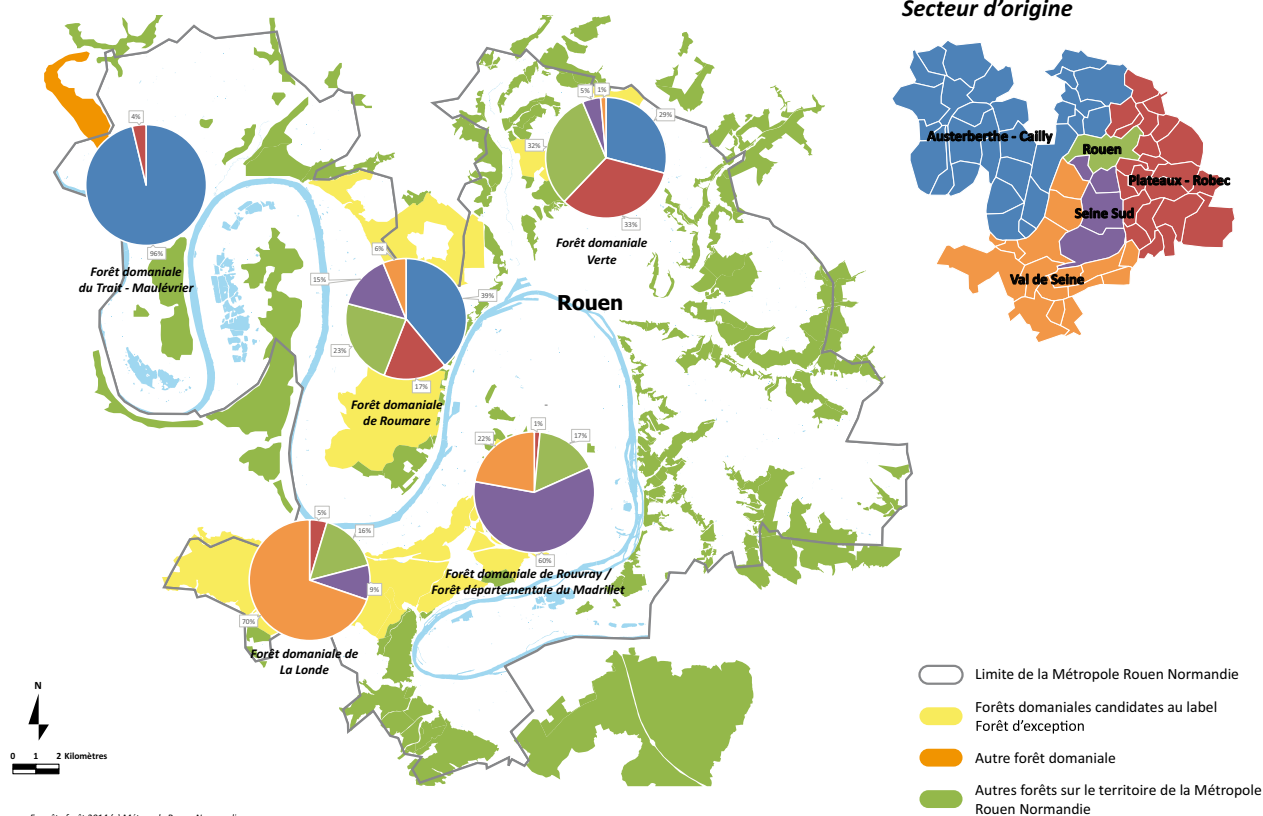 Secteur d'origine
Austerberthe - Cailly
Rouen
Plateaux - Robec
Seine Sud
Val de Seine
5%
1%
29%
32%
33%
Forêt domaniale
Verte
4%
96%
Forêt domaniale
du Trait - Maulévrier
6%
15%
39%
23%
17%
Forêt domaniale
de Roumare
Rouen
1%
22%
17%
60%
Forêt domaniale de Rouvray /
Forêt départementale du Madrillet
5%
16%
9%
70%
Forêt domaniale de
La Londe
N
0 1 2 Kilomètres
Limite de la Métropole Rouen Normandie
Forêts domaniales candidates au label
Forêt d'exception
Autre forêt domaniale
Autres forêts sur le territoire de la Métropole
Rouen Normandie